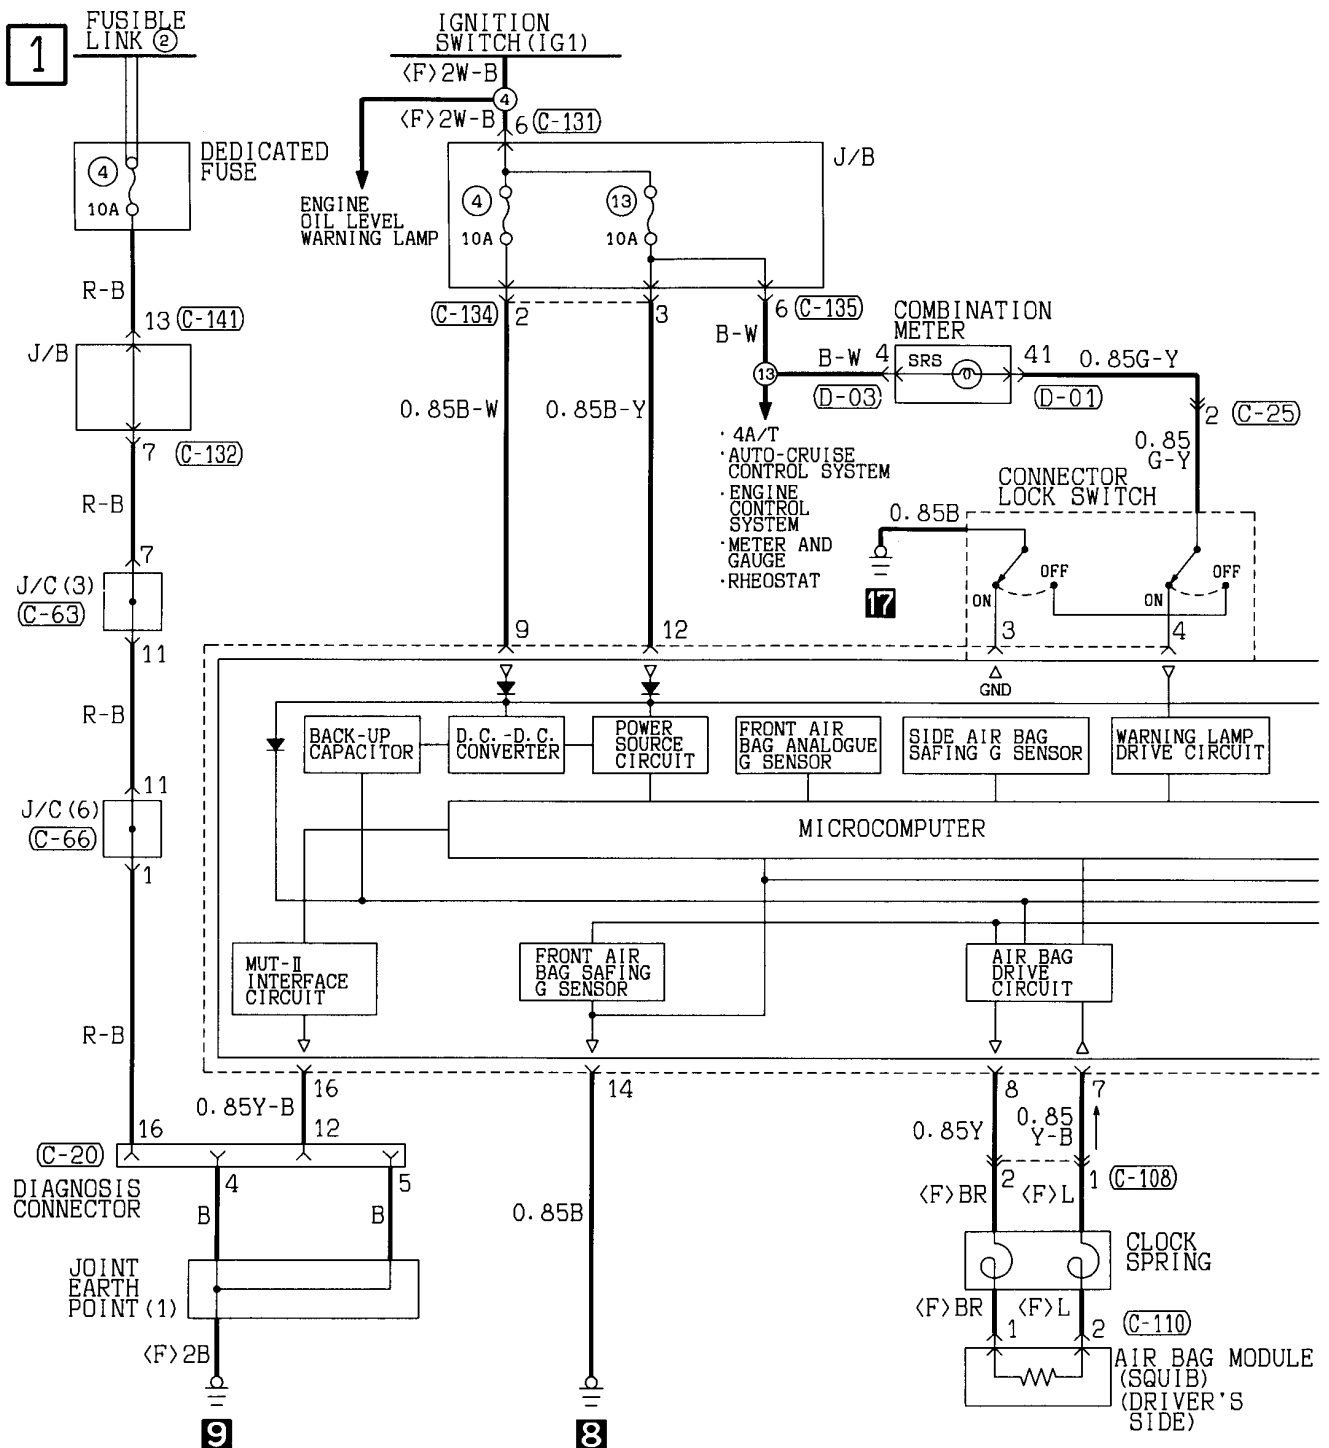 1
FUSIBLE
LINK ②
IGNITION
SWITCH(IG1)
<F>2W-B
4
<F>2W-B
6 (C-131)
DEDICATED
FUSE
4
10A
J/B
ENGINE
OIL LEVEL
WARNING LAMP
4
10A
13
10A
R-B
13 (C-141)
J/B
7 (C-132)
(C-134) 2
3
6 (C-135)
B-W
13
B-W
4
(D-03)
COMBINATION
METER
SRS
41
(D-01)
0.85G-Y
2 (C-25)
0.85
G-Y
0.85B-W
0.85B-Y
· 4A/T
· AUTO-CRUISE
CONTROL SYSTEM
· ENGINE
CONTROL
SYSTEM
· METER AND
GAUGE
· RHEOSTAT
CONNECTOR
LOCK SWITCH
0.85B
17
ON
OFF
ON
OFF
3
4
R-B
7
J/C(3)
(C-63)
11
R-B
11
J/C(6)
(C-66)
1
R-B
9
12
GND
BACK-UP
CAPACITOR
D.C.-D.C.
CONVERTER
POWER
SOURCE
CIRCUIT
FRONT AIR
BAG ANALOGUE
G SENSOR
SIDE AIR BAG
SAFING G SENSOR
WARNING LAMP
DRIVE CIRCUIT
MICROCOMPUTER
MUT-II
INTERFACE
CIRCUIT
FRONT AIR
BAG SAFING
G SENSOR
AIR BAG
DRIVE
CIRCUIT
16
0.85Y-B
12
16
(C-20)
DIAGNOSIS
CONNECTOR
4
5
B
B
JOINT
EARTH
POINT(1)
<F>2B
9
14
0.85B
8
8
7
0.85Y
0.85
Y-B
2
1 (C-108)
<F>BR
<F>L
CLOCK
SPRING
<F>BR
<F>L
1
2
(C-110)
AIR BAG MODULE
(SQUIB)
(DRIVER'S
SIDE)